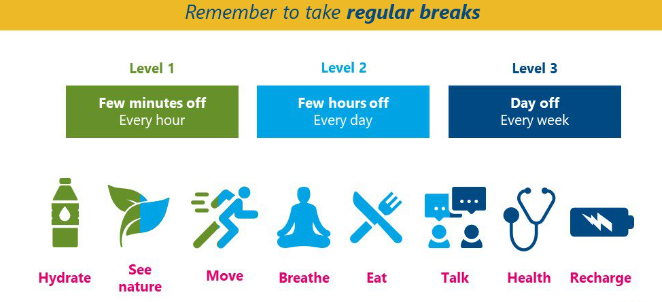 Remember to take regular breaks
Level 1
Level 2
Level 3
Few minutes off
Every hour
Few hours off
Every day
Day off
Every week
Hydrate
See
nature
Move
Breathe
Eat
Talk
Health
Recharge